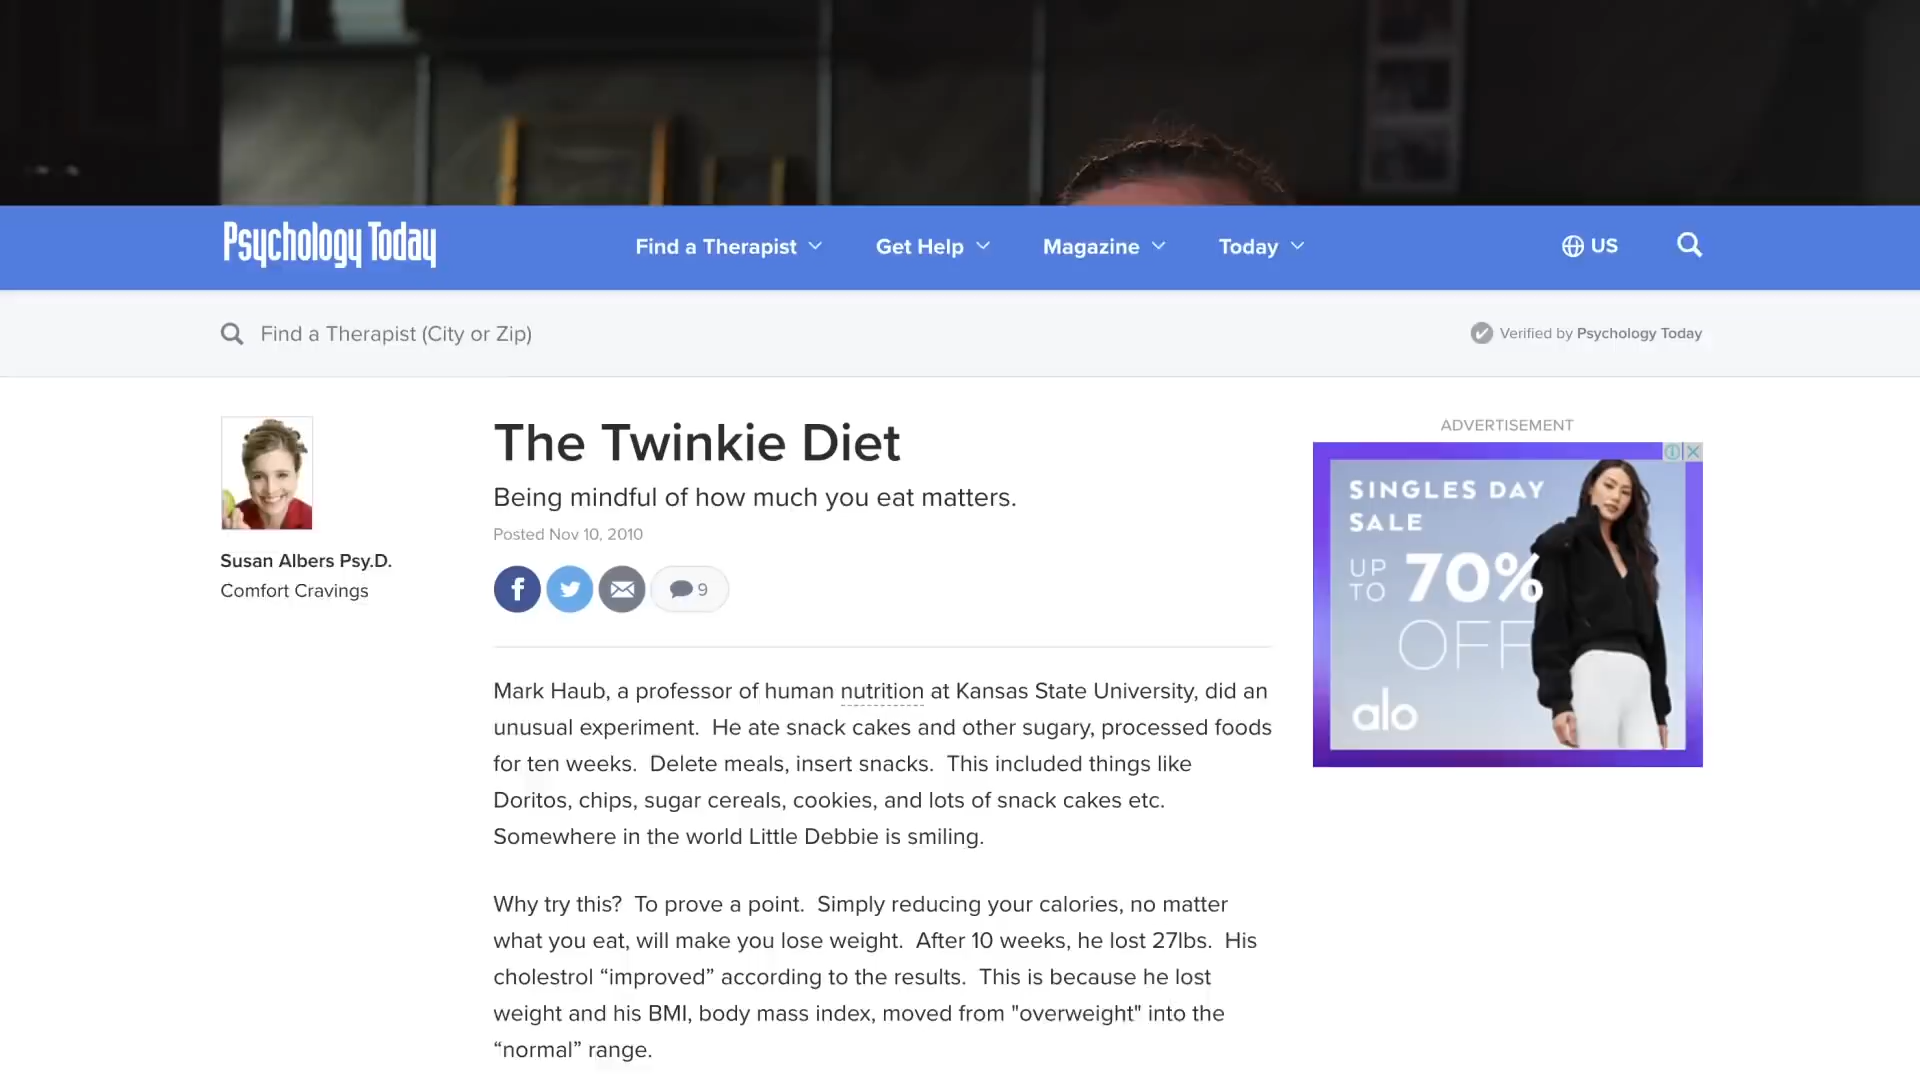 Psychology Today
Find a Therapist
Get Help
Magazine
Today
US
Find a Therapist (City or Zip)
Verified by Psychology Today
Susan Albers Psy.D.
Comfort Cravings
The Twinkie Diet
Being mindful of how much you eat matters.
Posted Nov 10, 2010
9
Mark Haub, a professor of human nutrition at Kansas State University, did an
unusual experiment.  He ate snack cakes and other sugary, processed foods
for ten weeks.  Delete meals, insert snacks.  This included things like
Doritos, chips, sugar cereals, cookies, and lots of snack cakes etc.
Somewhere in the world Little Debbie is smiling.
Why try this?  To prove a point.  Simply reducing your calories, no matter
what you eat, will make you lose weight.  After 10 weeks, he lost 27lbs.  His
cholestrol “improved” according to the results.  This is because he lost
weight and his BMI, body mass index, moved from "overweight" into the
“normal” range.
ADVERTISEMENT
SINGLES DAY
SALE
UP TO 70%
OFF
alo